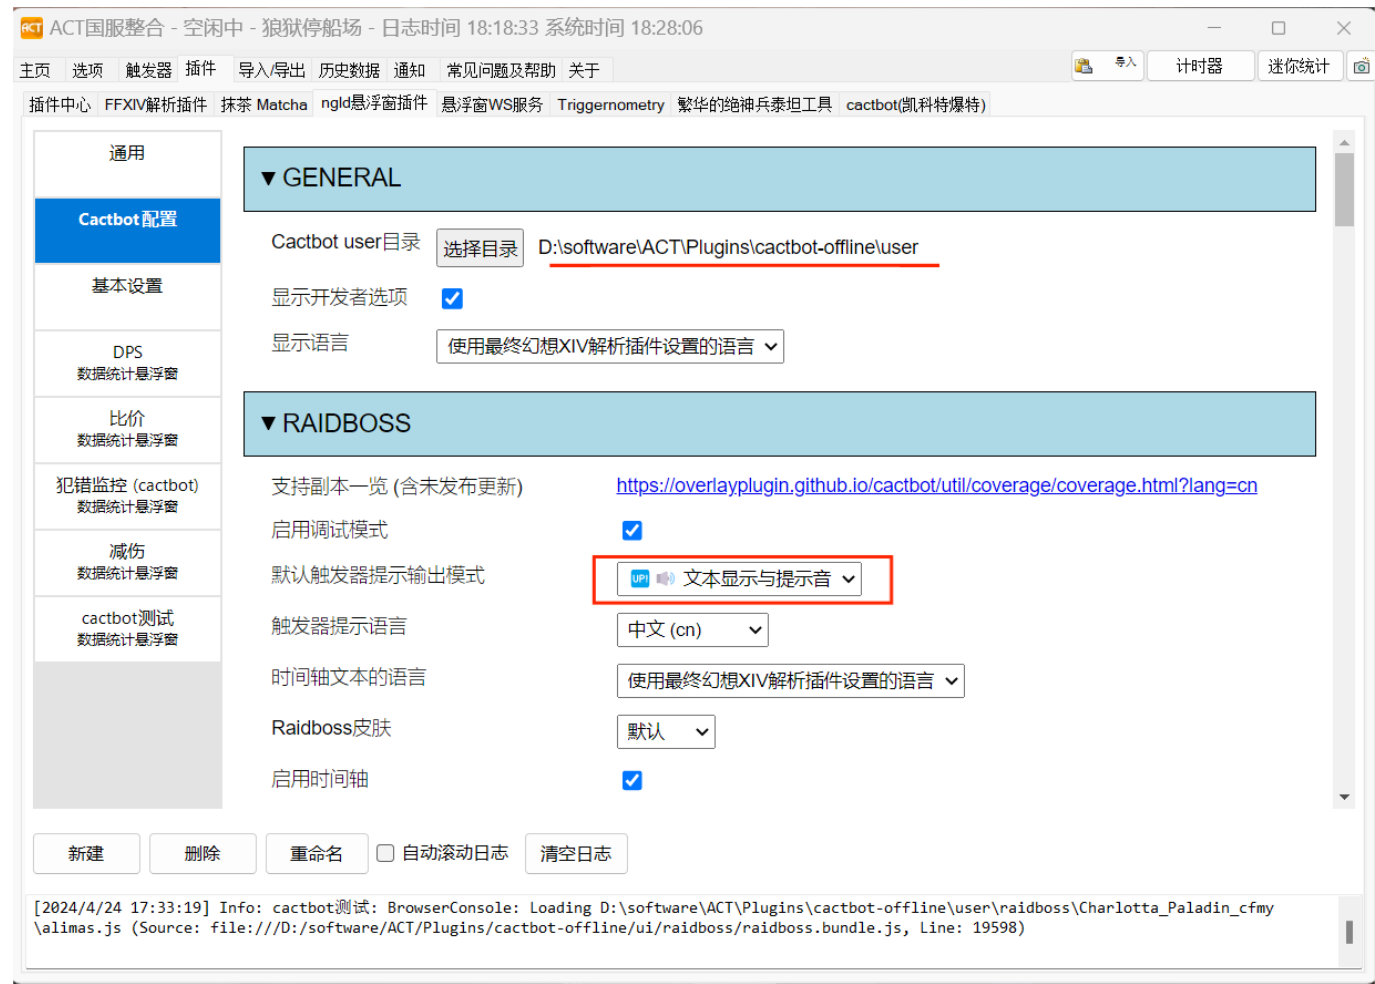 ACT国服整合 - 空闲中 - 狼狱停船场 - 日志时间 18:18:33 系统时间 18:28:06
主页 选项 触发器 插件 导入/导出 历史数据 通知 常见问题及帮助 关于 导入 计时器 迷你统计
插件中心 FFXIV解析插件 抹茶 Matcha ngld悬浮窗插件 悬浮窗WS服务 Triggernometry 繁华的绝神兵泰坦工具 cactbot(凯科特爆特)
通用
Cactbot配置
基本设置
DPS
数据统计悬浮窗
比价
数据统计悬浮窗
犯错监控 (cactbot)
数据统计悬浮窗
减伤
数据统计悬浮窗
cactbot测试
数据统计悬浮窗
▼ GENERAL
Cactbot user目录 选择目录 D:\software\ACT\Plugins\cactbot-offline\user
显示开发者选项
显示语言 使用最终幻想XIV解析插件设置的语言
▼ RAIDBOSS
支持副本一览 (含未发布更新) https://overlayplugin.github.io/cactbot/util/coverage/coverage.html?lang=cn
启用调试模式
默认触发器提示输出模式 UP! 文本显示与提示音
触发器提示语言 中文 (cn)
时间轴文本的语言 使用最终幻想XIV解析插件设置的语言
Raidboss皮肤 默认
启用时间轴
新建 删除 重命名 自动滚动日志 清空日志
[2024/4/24 17:33:19] Info: cactbot测试: BrowserConsole: Loading D:\software\ACT\Plugins\cactbot-offline\user\raidboss\Charlotta_Paladin_cfmy
\alimas.js (Source: file:///D:/software/ACT/Plugins/cactbot-offline/ui/raidboss/raidboss.bundle.js, Line: 19598)